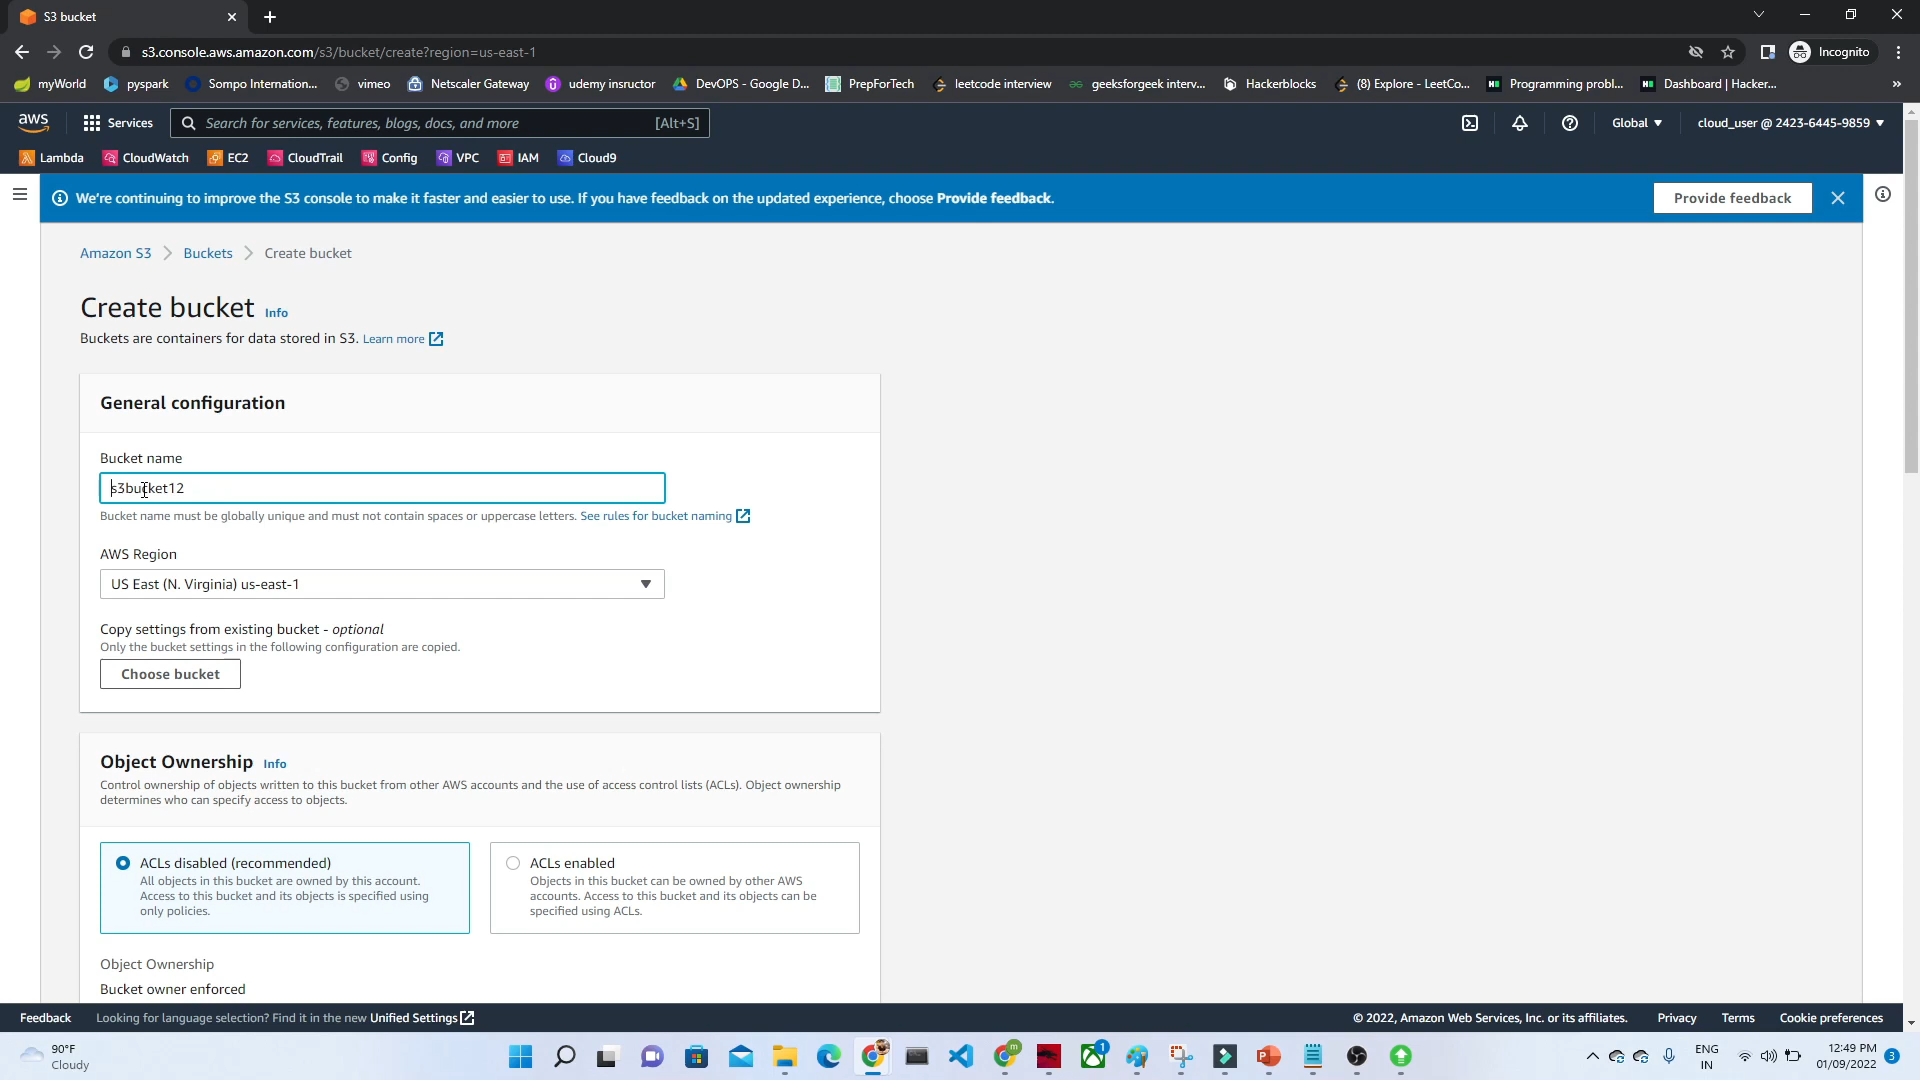 S3 bucket
s3.console.aws.amazon.com/s3/bucket/create?region=us-east-1
Incognito
myWorld
pyspark
Sompo Internation...
vimeo
Netscaler Gateway
udemy insructor
DevOPS - Google D...
PrepForTech
leetcode interview
geeksforgeek interv...
Hackerblocks
(8) Explore - LeetCo...
Programming probl...
Dashboard | Hacker...
»
aws
Services
Search for services, features, blogs, docs, and more
[Alt+S]
Global
cloud_user @ 2423-6445-9859
Lambda
CloudWatch
EC2
CloudTrail
Config
VPC
IAM
Cloud9
We're continuing to improve the S3 console to make it faster and easier to use. If you have feedback on the updated experience, choose Provide feedback.
Provide feedback
Amazon S3
Buckets
Create bucket
Create bucket Info
Buckets are containers for data stored in S3. Learn more
General configuration
Bucket name
s3bucket12
Bucket name must be globally unique and must not contain spaces or uppercase letters. See rules for bucket naming
AWS Region
US East (N. Virginia) us-east-1
Copy settings from existing bucket - optional
Only the bucket settings in the following configuration are copied.
Choose bucket
Object Ownership Info
Control ownership of objects written to this bucket from other AWS accounts and the use of access control lists (ACLs). Object ownership
determines who can specify access to objects.
ACLs disabled (recommended)
All objects in this bucket are owned by this account.
Access to this bucket and its objects is specified using
only policies.
ACLs enabled
Objects in this bucket can be owned by other AWS
accounts. Access to this bucket and its objects can be
specified using ACLs.
Object Ownership
Bucket owner enforced
Feedback
Looking for language selection? Find it in the new Unified Settings
© 2022, Amazon Web Services, Inc. or its affiliates.
Privacy
Terms
Cookie preferences
90°F
Cloudy
m
1
ENG
IN
12:49 PM
01/09/2022
3